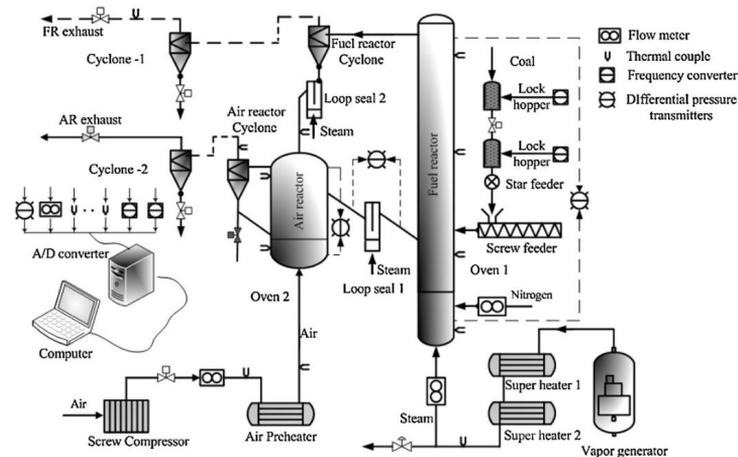 FR exhaust
Cyclone -1
Fuel reactor
Cyclone
Loop seal 2
Steam
Coal
Lock
hopper
Lock
hopper
Star feeder
Screw feeder
Flow meter
Thermal couple
Frequency converter
DIfferential pressure
transmitters
AR exhaust
Air reactor
Cyclone
Cyclone -2
Air reactor
Fuel reactor
A/D converter
Computer
Oven 2
Steam
Loop seal 1
Oven 1
Nitrogen
Air
Air
Screw Compressor
Air Preheater
Steam
Super heater 1
Super heater 2
Vapor generator